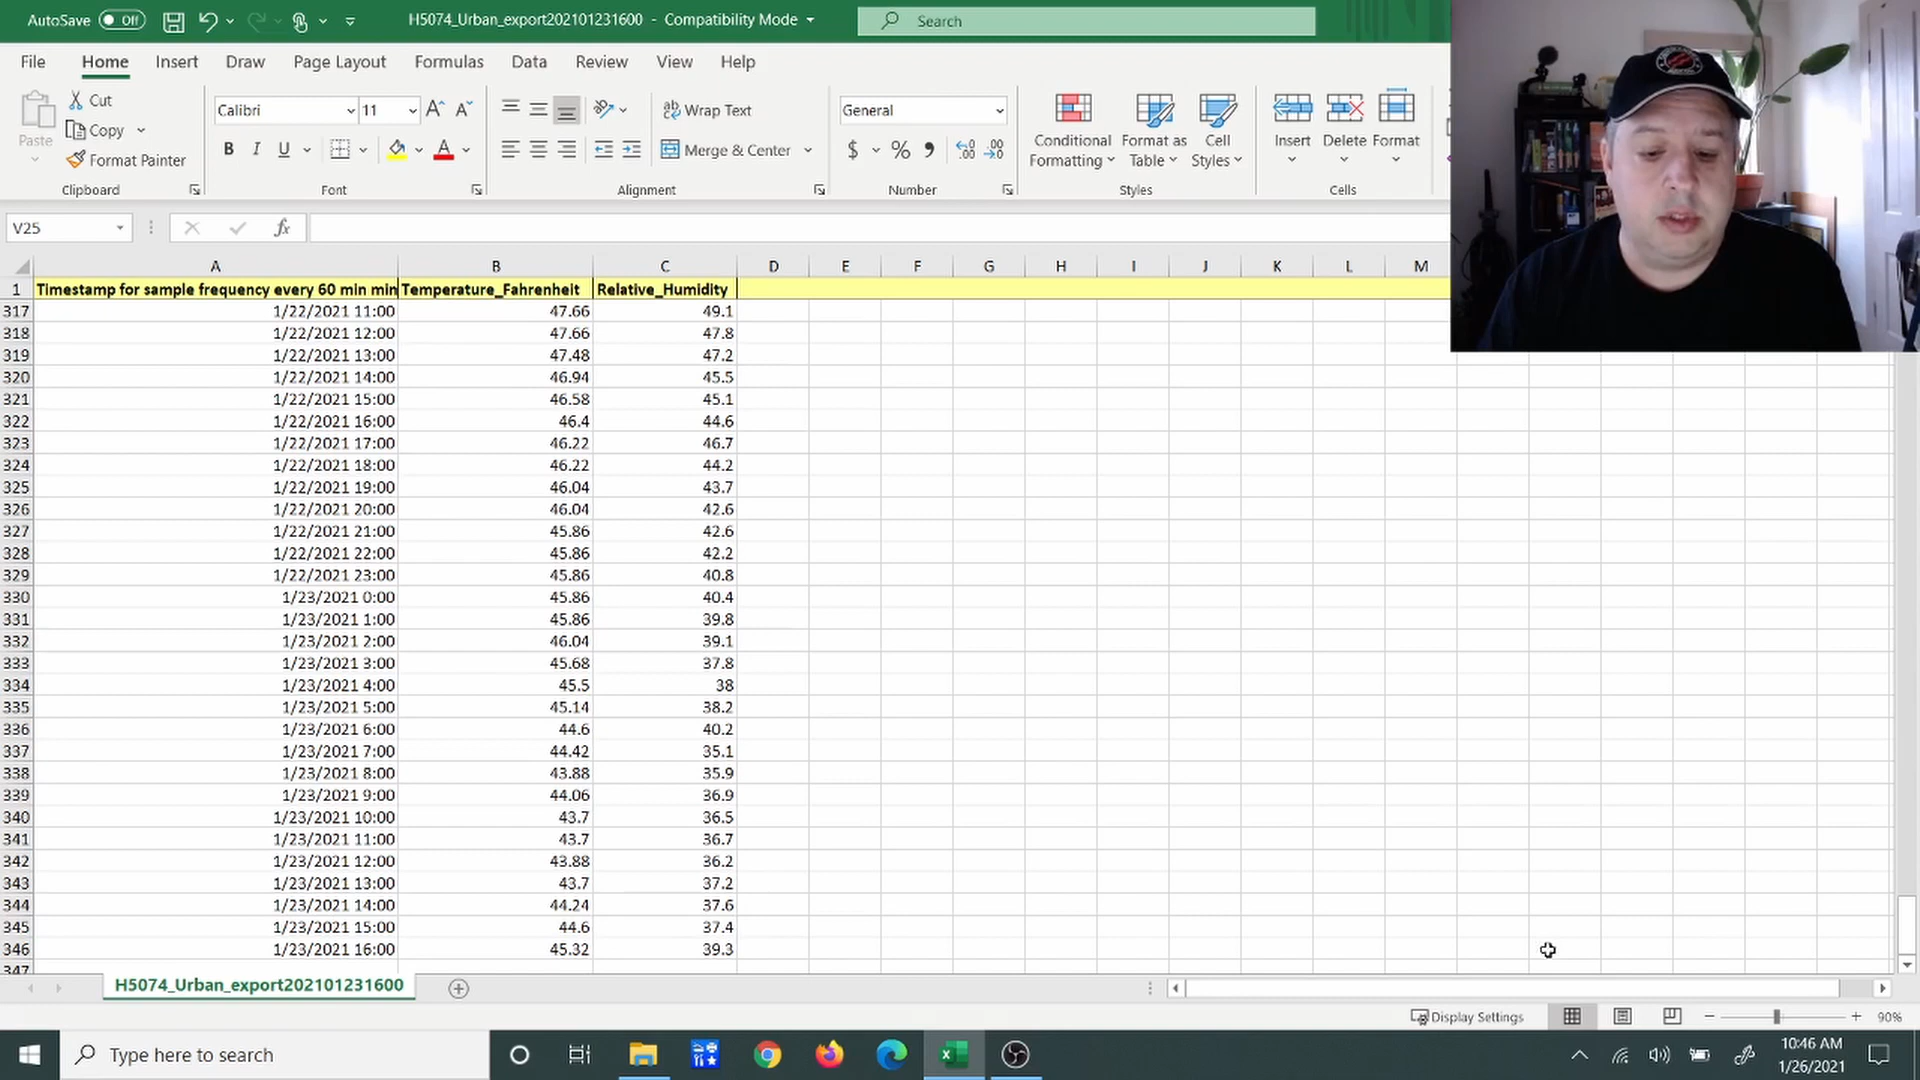 AutoSave Off H5074_Urban_export202101231600 - Compatibility Mode Search
File Home Insert Draw Page Layout Formulas Data Review View Help
Paste Cut Calibri 11 Wrap Text General
Copy B I U Merge & Center $ % 9 Conditional Formatting Format as Table Cell Styles Insert Delete Format
Format Painter
Clipboard Font Alignment Number Styles Cells
V25 fx
A B C D E F G H I J K L M
1 Timestamp for sample frequency every 60 min min Temperature_Fahrenheit Relative_Humidity
317 1/22/2021 11:00 47.66 49.1
318 1/22/2021 12:00 47.66 47.8
319 1/22/2021 13:00 47.48 47.2
320 1/22/2021 14:00 46.94 45.5
321 1/22/2021 15:00 46.58 45.1
322 1/22/2021 16:00 46.4 44.6
323 1/22/2021 17:00 46.22 46.7
324 1/22/2021 18:00 46.22 44.2
325 1/22/2021 19:00 46.04 43.7
326 1/22/2021 20:00 46.04 42.6
327 1/22/2021 21:00 45.86 42.6
328 1/22/2021 22:00 45.86 42.2
329 1/22/2021 23:00 45.86 40.8
330 1/23/2021 0:00 45.86 40.4
331 1/23/2021 1:00 45.86 39.8
332 1/23/2021 2:00 46.04 39.1
333 1/23/2021 3:00 45.68 37.8
334 1/23/2021 4:00 45.5 38
335 1/23/2021 5:00 45.14 38.2
336 1/23/2021 6:00 44.6 40.2
337 1/23/2021 7:00 44.42 35.1
338 1/23/2021 8:00 43.88 35.9
339 1/23/2021 9:00 44.06 36.9
340 1/23/2021 10:00 43.7 36.5
341 1/23/2021 11:00 43.7 36.7
342 1/23/2021 12:00 43.88 36.2
343 1/23/2021 13:00 43.7 37.2
344 1/23/2021 14:00 44.24 37.6
345 1/23/2021 15:00 44.6 37.4
346 1/23/2021 16:00 45.32 39.3
347
H5074_Urban_export202101231600
Display Settings 90%
Type here to search 10:46 AM
1/26/2021